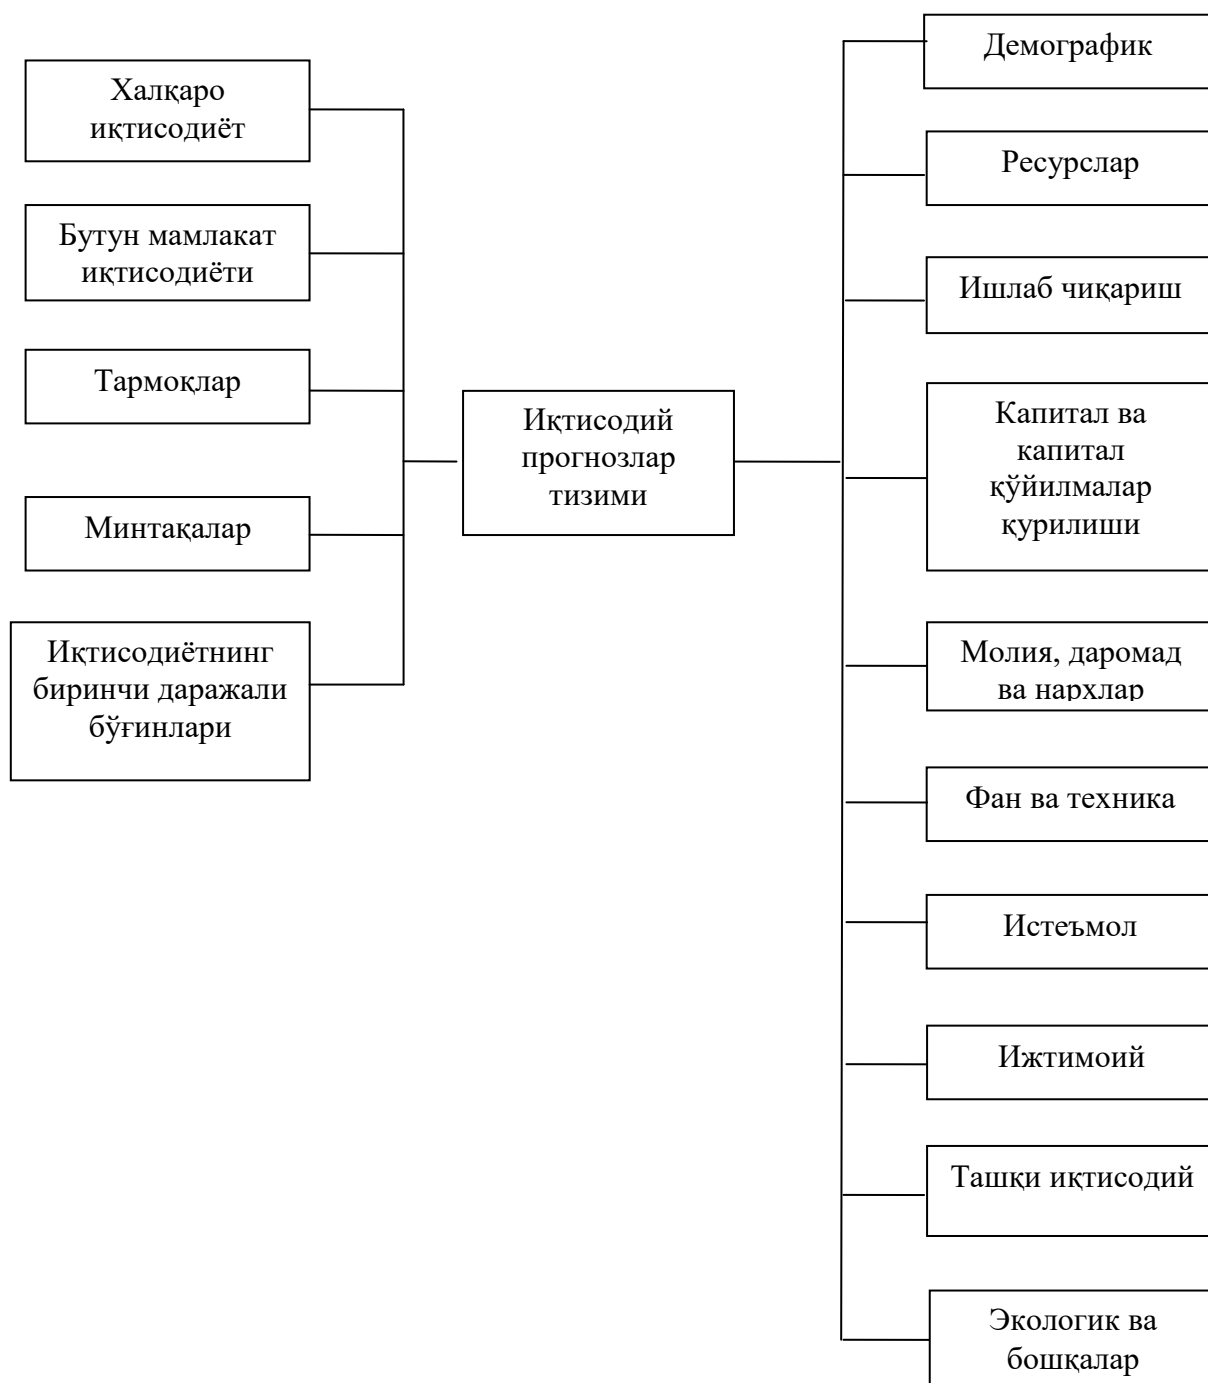 Халқаро
иқтисодиёт
Бутун мамлакат
иқтисодиёти
Тармоқлар
Минтақалар
Иқтисодиётнинг
биринчи даражали
бўғинлари
Иқтисодий
прогнозлар
тизими
Демографик
Ресурслар
Ишлаб чиқариш
Капитал ва
капитал
қўйилмалар
қурилиши
Молия, даромад
ва нархлар
Фан ва техника
Истеъмол
Ижтимоий
Ташқи иқтисодий
Экологик ва
бошқалар